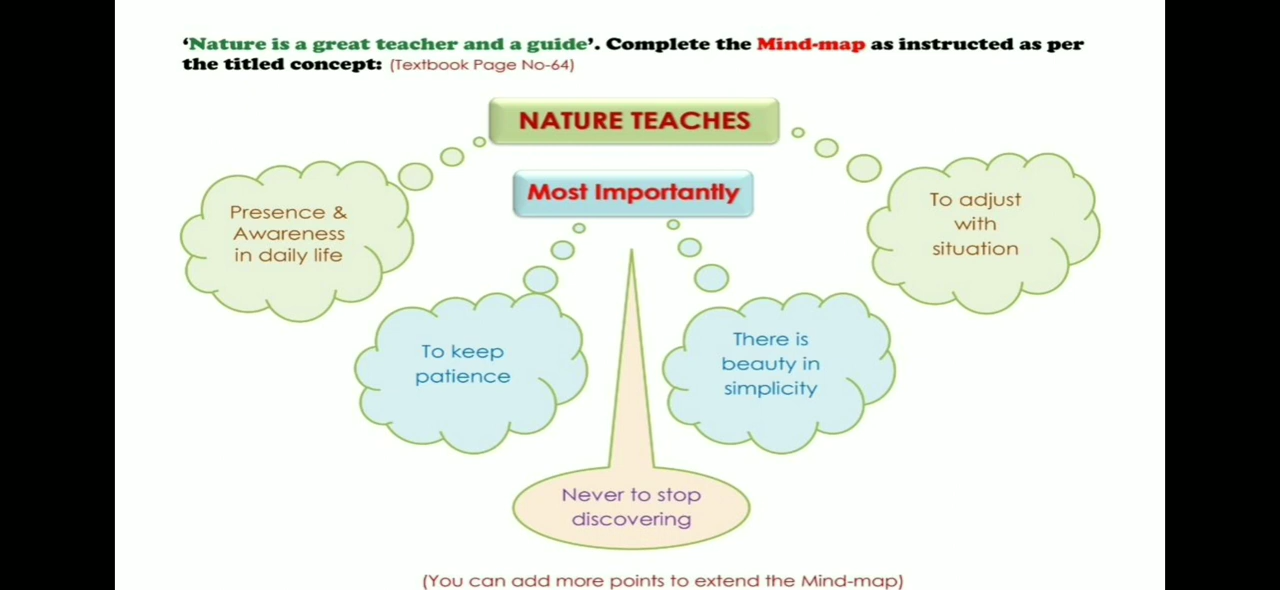 ‘Nature is a great teacher and a guide’. Complete the Mind-map as instructed as per
the titled concept: (Textbook Page No-64)
NATURE TEACHES
Most Importantly
Presence &
Awareness
in daily life
To adjust
with
situation
To keep
patience
There is
beauty in
simplicity
Never to stop
discovering
(You can add more points to extend the Mind-map)